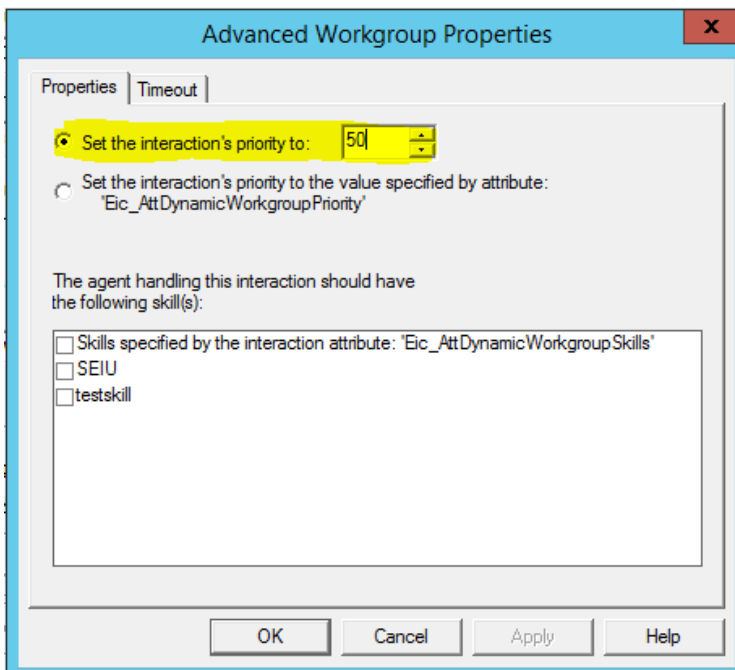 Advanced Workgroup Properties
x
Properties
Timeout
Set the interaction's priority to:
50
Set the interaction's priority to the value specified by attribute:
'Eic_AttDynamicWorkgroupPriority'
The agent handling this interaction should have
the following skill(s):
Skills specified by the interaction attribute: 'Eic_AttDynamicWorkgroupSkills'
SEIU
testskill
OK
Cancel
Apply
Help